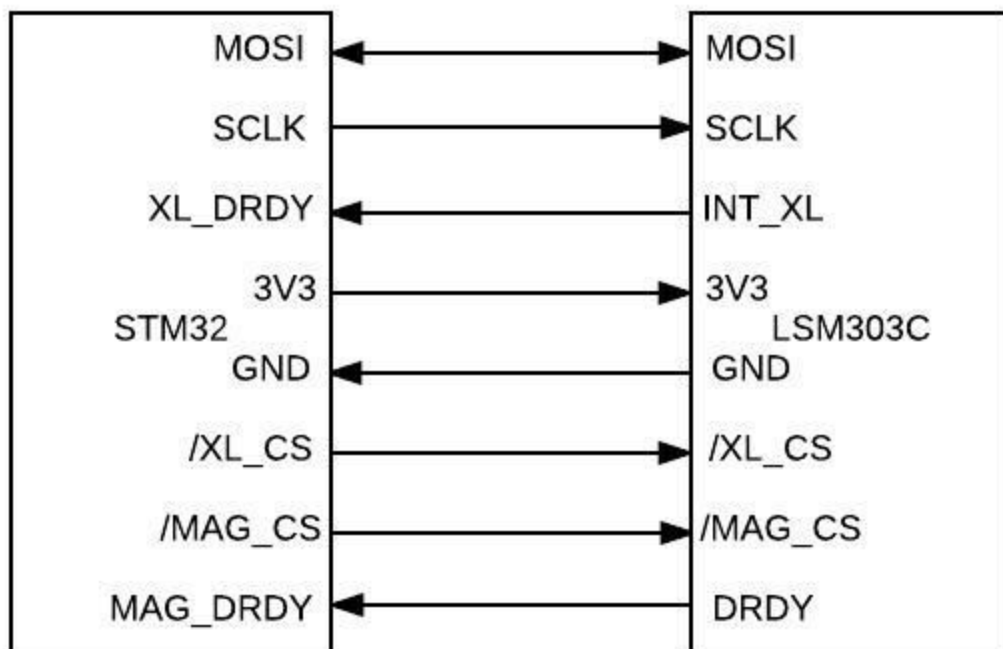 MOSI MOSI
SCLK SCLK
XL_DRDY INT_XL
3V3 3V3
STM32 LSM303C
GND GND
/XL_CS /XL_CS
/MAG_CS /MAG_CS
MAG_DRDY DRDY